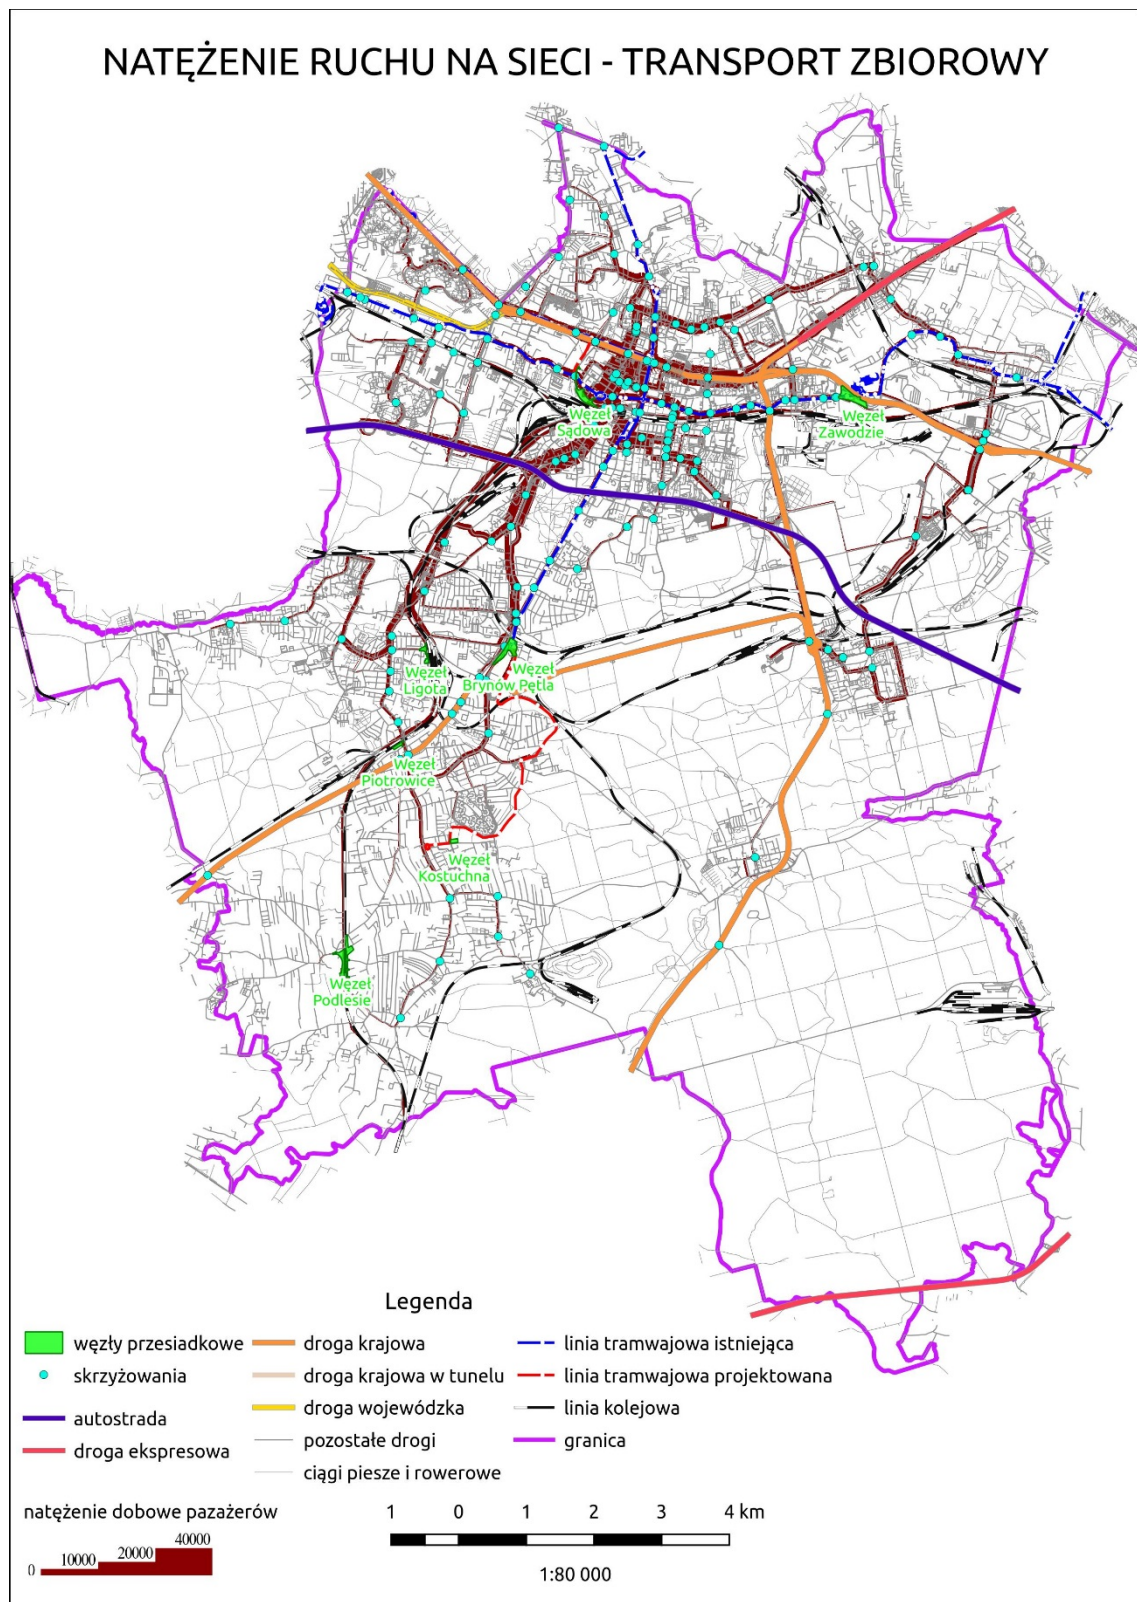 NATĘŻENIE RUCHU NA SIECI - TRANSPORT ZBIOROWY
Węzeł
Sądowa
Węzeł
Zawodzie
Węzeł
Ligota
Węzeł
Brynów Pętla
Węzeł
Piotrowice
Węzeł
Kostuchna
Węzeł
Podlesie
Legenda
węzły przesiadkowe
skrzyżowania
autostrada
droga ekspresowa
droga krajowa
droga krajowa w tunelu
droga wojewódzka
pozostałe drogi
ciągi piesze i rowerowe
linia tramwajowa istniejąca
linia tramwajowa projektowana
linia kolejowa
granica
natężenie dobowe pazażerów
0 10000 20000 40000
1 0 1 2 3 4 km
1:80 000